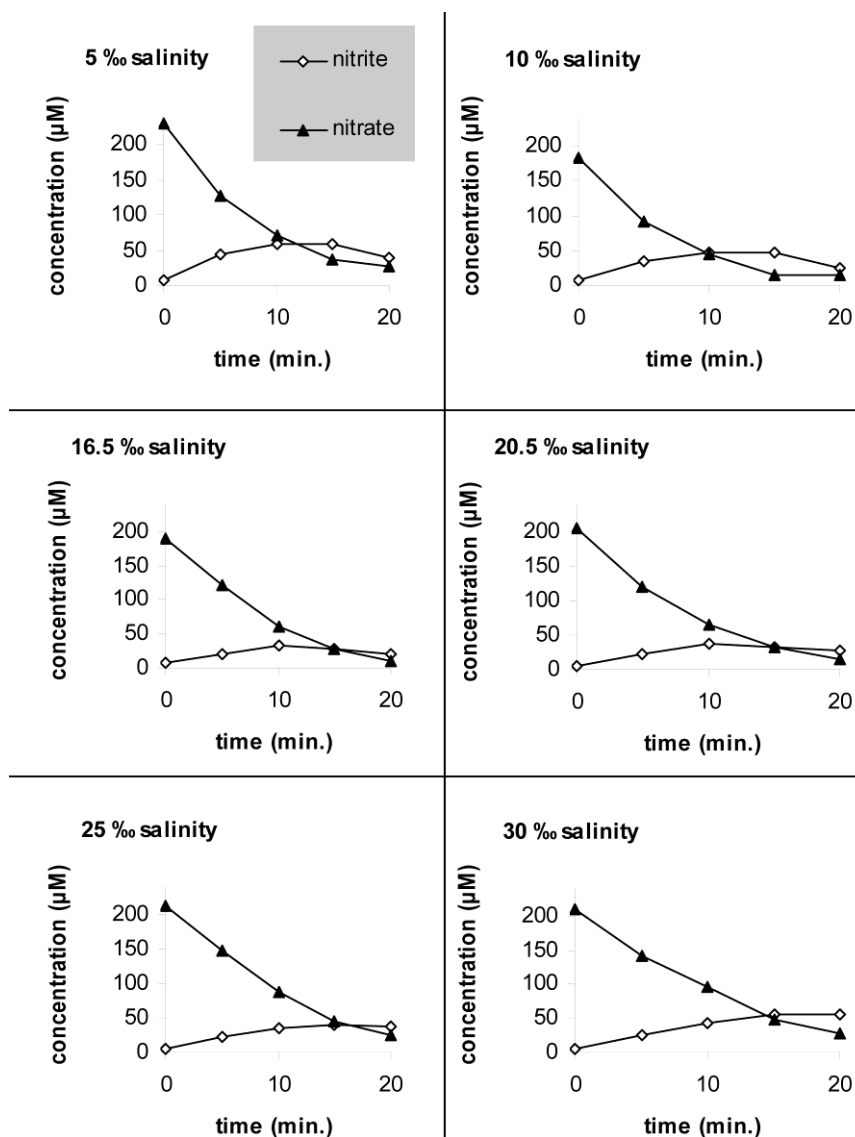 5 ‰ salinity
nitrite
nitrate
concentration (µM)
200
150
100
50
0
0 10 20
time (min.)
10 ‰ salinity
concentration (µM)
200
150
100
50
0
0 10 20
time (min.)
16.5 ‰ salinity
concentration (µM)
200
150
100
50
0
0 10 20
time (min.)
20.5 ‰ salinity
concentration (µM)
200
150
100
50
0
0 10 20
time (min.)
25 ‰ salinity
concentration (µM)
200
150
100
50
0
0 10 20
time (min.)
30 ‰ salinity
concentration (µM)
200
150
100
50
0
0 10 20
time (min.)